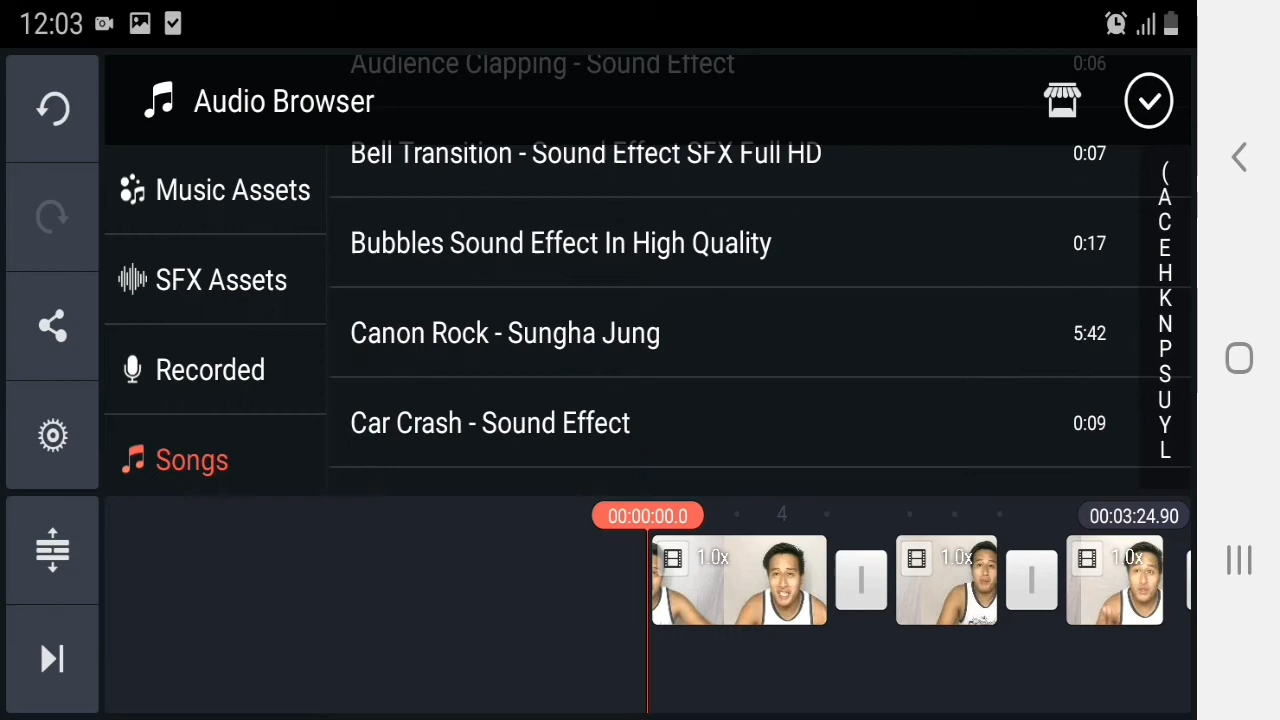 12:03
Audience Clapping - Sound Effect 0:06
Audio Browser
Bell Transition - Sound Effect SFX Full HD 0:07
Music Assets
Bubbles Sound Effect In High Quality 0:17
SFX Assets
Canon Rock - Sungha Jung 5:42
Recorded
Car Crash - Sound Effect 0:09
Songs
(
A
C
E
H
K
N
P
S
U
Y
L
00:00:00.0 4 00:03:24.90
1.0x 1.0x 1.0x